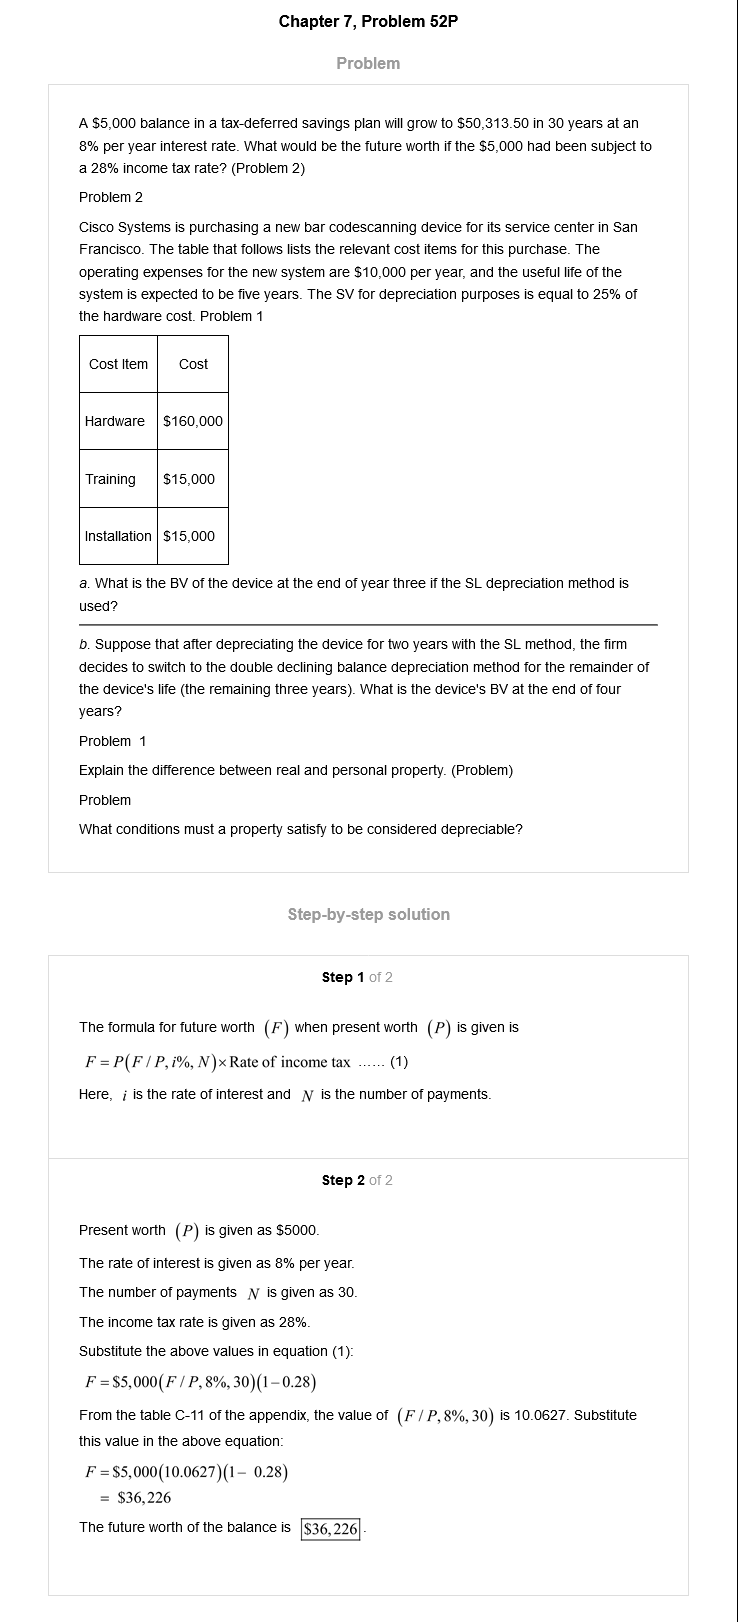 Chapter 7, Problem 52P
Problem
A $5,000 balance in a tax-deferred savings plan will grow to $50,313.50 in 30 years at an
8% per year interest rate. What would be the future worth if the $5,000 had been subject to
a 28% income tax rate? (Problem 2)
Problem 2
Cisco Systems is purchasing a new bar codescanning device for its service center in San
Francisco. The table that follows lists the relevant cost items for this purchase. The
operating expenses for the new system are $10,000 per year, and the useful life of the
system is expected to be five years. The SV for depreciation purposes is equal to 25% of
the hardware cost. Problem 1
Cost Item Cost
Hardware $160,000
Training $15,000
Installation $15,000
a. What is the BV of the device at the end of year three if the SL depreciation method is
used?
b. Suppose that after depreciating the device for two years with the SL method, the firm
decides to switch to the double declining balance depreciation method for the remainder of
the device's life (the remaining three years). What is the device's BV at the end of four
years?
Problem 1
Explain the difference between real and personal property. (Problem)
Problem
What conditions must a property satisfy to be considered depreciable?
Step-by-step solution
Step 1 of 2
The formula for future worth (F) when present worth (P) is given is
F = P(F / P, i%, N)× Rate of income tax ...... (1)
Here, i is the rate of interest and N is the number of payments.
Step 2 of 2
Present worth (P) is given as $5000.
The rate of interest is given as 8% per year.
The number of payments N is given as 30.
The income tax rate is given as 28%.
Substitute the above values in equation (1):
F = $5,000(F / P, 8%, 30)(1−0.28)
From the table C-11 of the appendix, the value of (F / P, 8%, 30) is 10.0627. Substitute
this value in the above equation:
F = $5,000(10.0627)(1− 0.28)
= $36,226
The future worth of the balance is $36,226.